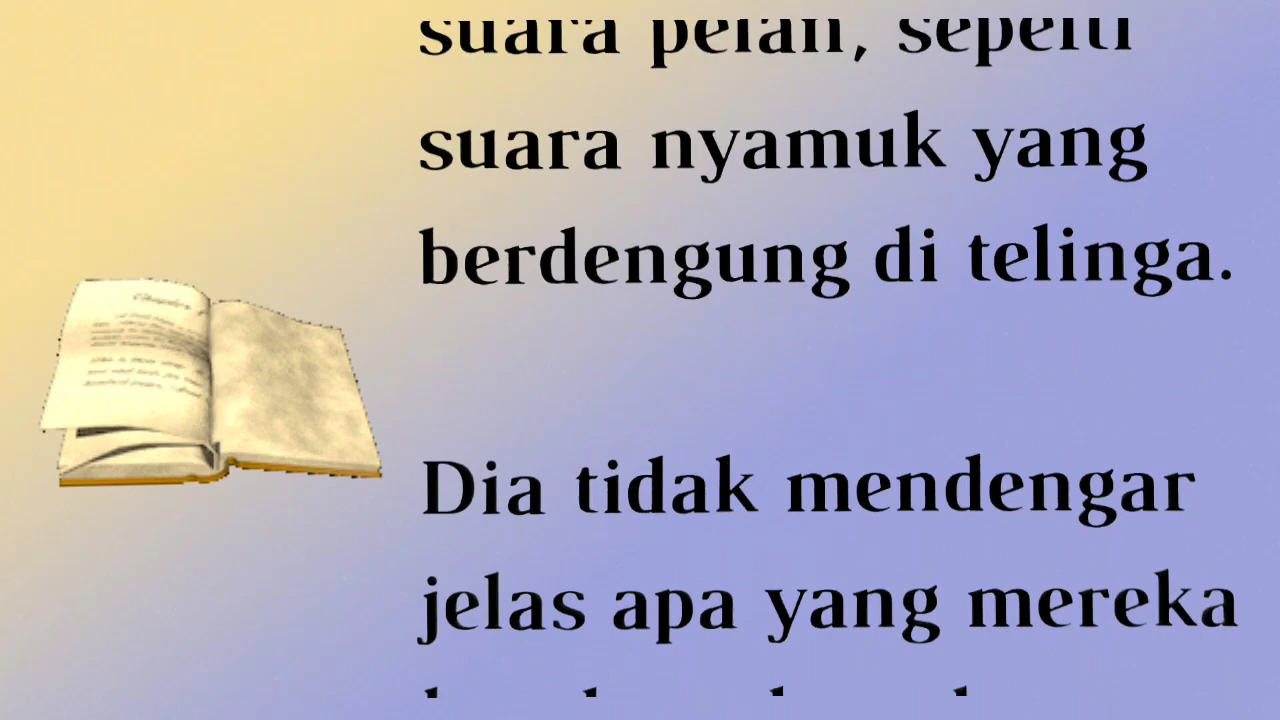 suara pelan, seperti
suara nyamuk yang
berdengung di telinga.
Dia tidak mendengar
jelas apa yang mereka